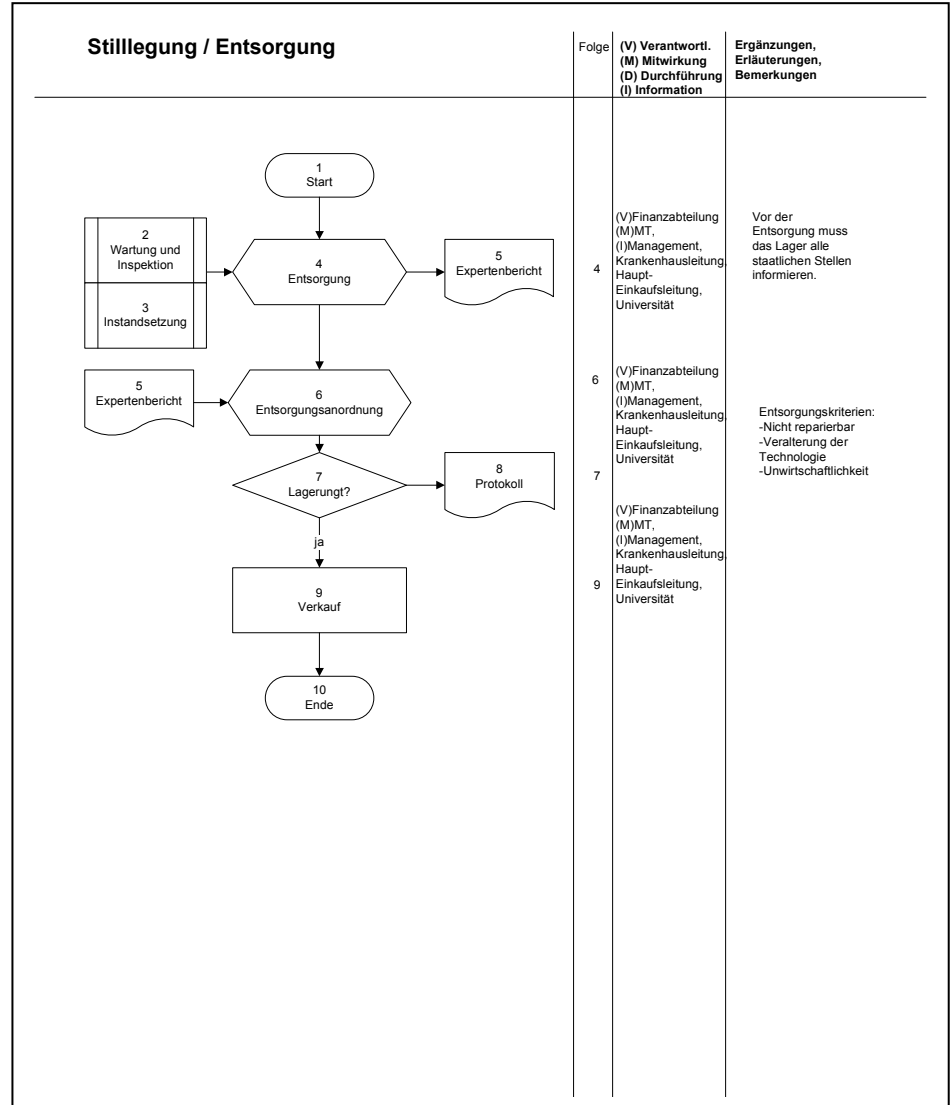 Stilllegung / Entsorgung
Folge
(V) Verantwortl.
(M) Mitwirkung
(D) Durchführung
(I) Information
Ergänzungen,
Erläuterungen,
Bemerkungen
1
Start
2
Wartung und
Inspektion
3
Instandsetzung
4
Entsorgung
5
Expertenbericht
4
(V)Finanzabteilung
(M)MT,
(I)Management,
Krankenhausleitung,
Haupt-
Einkaufsleitung,
Universität
Vor der
Entsorgung muss
das Lager alle
staatlichen Stellen
informieren.
5
Expertenbericht
6
Entsorgungsanordnung
6
(V)Finanzabteilung
(M)MT,
(I)Management,
Krankenhausleitung,
Haupt-
Einkaufsleitung,
Universität
Entsorgungskriterien:
-Nicht reparierbar
-Veralterung der
Technologie
-Unwirtschaftlichkeit
7
Lagerungt?
8
Protokoll
7
ja
9
Verkauf
9
(V)Finanzabteilung
(M)MT,
(I)Management,
Krankenhausleitung,
Haupt-
Einkaufsleitung,
Universität
10
Ende